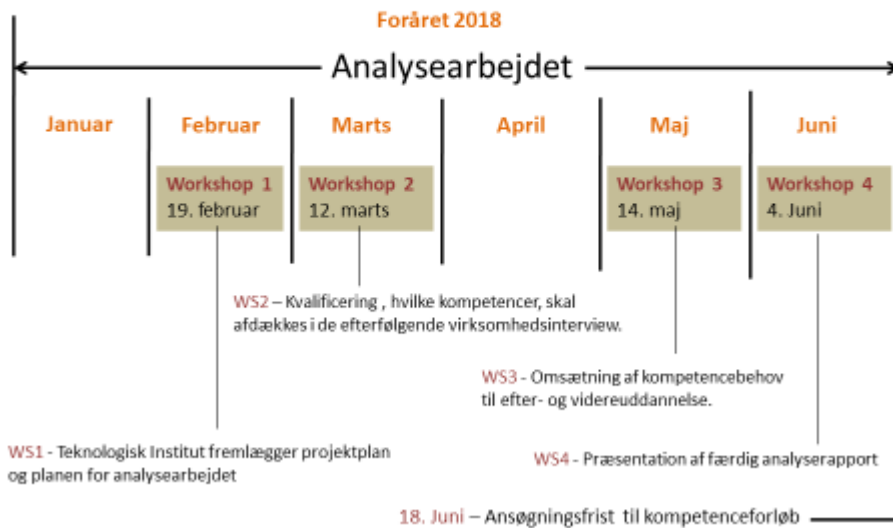 Foråret 2018
Analysearbejdet
Januar
Februar
Marts
April
Maj
Juni
Workshop 1
19. februar
Workshop 2
12. marts
Workshop 3
14. maj
Workshop 4
4. Juni
WS2 – Kvalificering , hvilke kompetencer, skal
afdækkes i de efterfølgende virksomhedsinterview.
WS3 - Omsætning af kompetencebehov
til efter- og videreuddannelse.
WS1 - Teknologisk Institut fremlægger projektplan
og planen for analysearbejdet
WS4 - Præsentation af færdig analyserapport
18. Juni – Ansøgningsfrist til kompetenceforløb